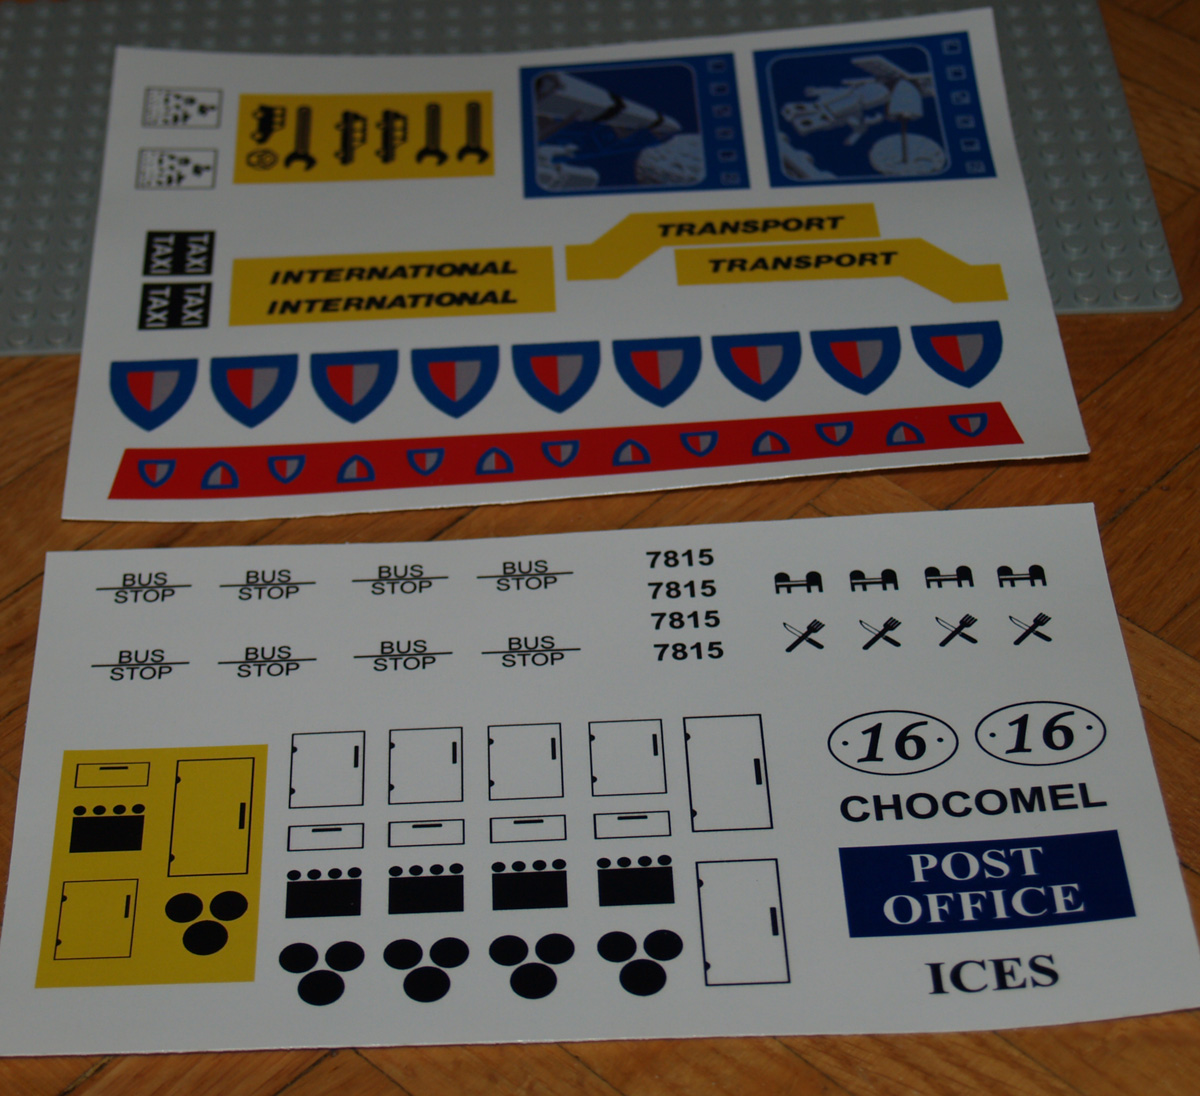 TAXI TAXI
TAXI TAXI
TRANSPORT
TRANSPORT
INTERNATIONAL
INTERNATIONAL
BUS STOP
BUS STOP
BUS STOP
BUS STOP
BUS STOP
BUS STOP
BUS STOP
BUS STOP
7815
7815
7815
7815
16
16
CHOCOMEL
POST
OFFICE
ICES